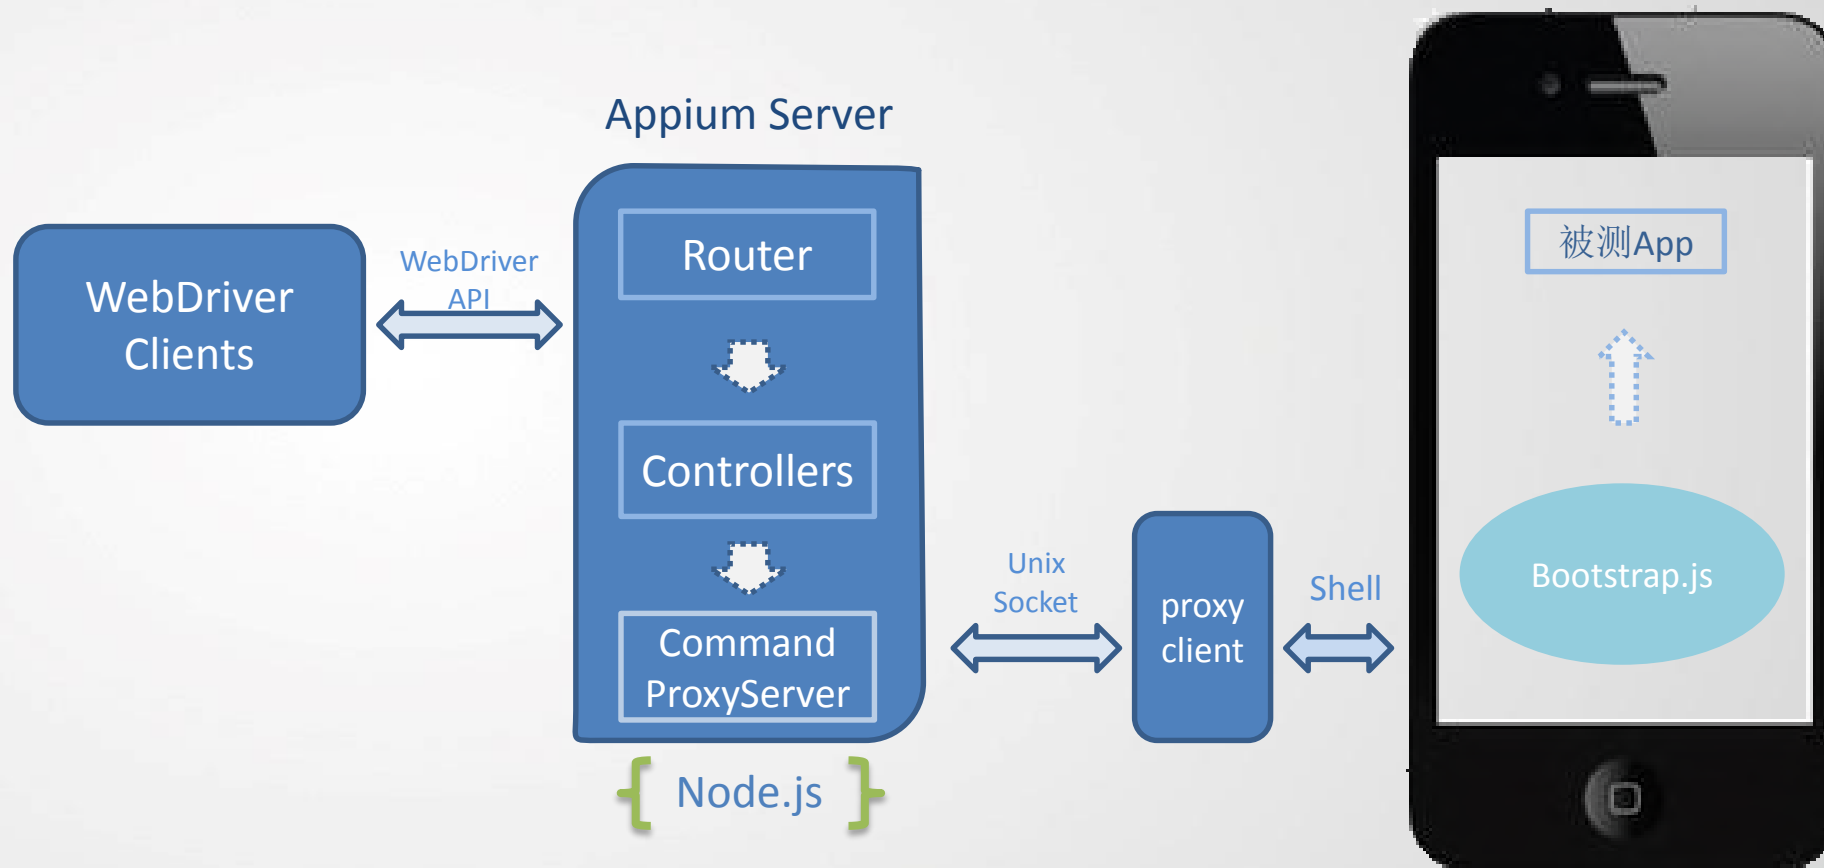 Appium Server
WebDriver
Clients
WebDriver
API
Router
Controllers
Command
ProxyServer
Node.js
Unix
Socket
proxy
client
Shell
被测App
Bootstrap.js